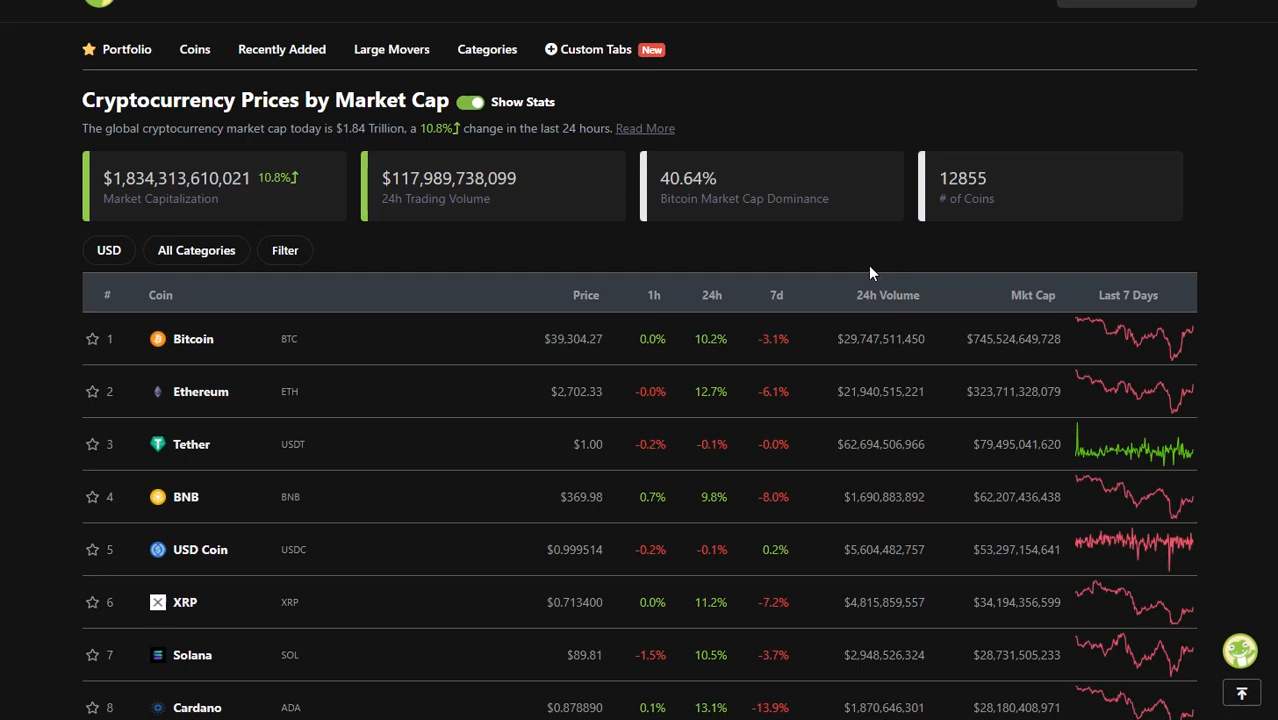 Portfolio Coins Recently Added Large Movers Categories Custom Tabs New
Cryptocurrency Prices by Market Cap Show Stats
The global cryptocurrency market cap today is $1.84 Trillion, a 10.8% change in the last 24 hours. Read More
$1,834,313,610,021 10.8% $117,989,738,099 40.64% 12855
Market Capitalization 24h Trading Volume Bitcoin Market Cap Dominance # of Coins
USD All Categories Filter
# Coin Price 1h 24h 7d 24h Volume Mkt Cap Last 7 Days
1 Bitcoin BTC $39,304.27 0.0% 10.2% -3.1% $29,747,511,450 $745,524,649,728
2 Ethereum ETH $2,702.33 -0.0% 12.7% -6.1% $21,940,515,221 $323,711,328,079
3 Tether USDT $1.00 -0.2% -0.1% -0.0% $62,694,506,966 $79,495,041,620
4 BNB BNB $369.98 0.7% 9.8% -8.0% $1,690,883,892 $62,207,436,438
5 USD Coin USDC $0.999514 -0.2% -0.1% 0.2% $5,604,482,757 $53,297,154,641
6 XRP XRP $0.713400 0.0% 11.2% -7.2% $4,815,859,557 $34,194,356,599
7 Solana SOL $89.81 -1.5% 10.5% -3.7% $2,948,526,324 $28,731,505,233
8 Cardano ADA $0.878890 0.1% 13.1% -13.9% $1,870,646,301 $28,180,408,971